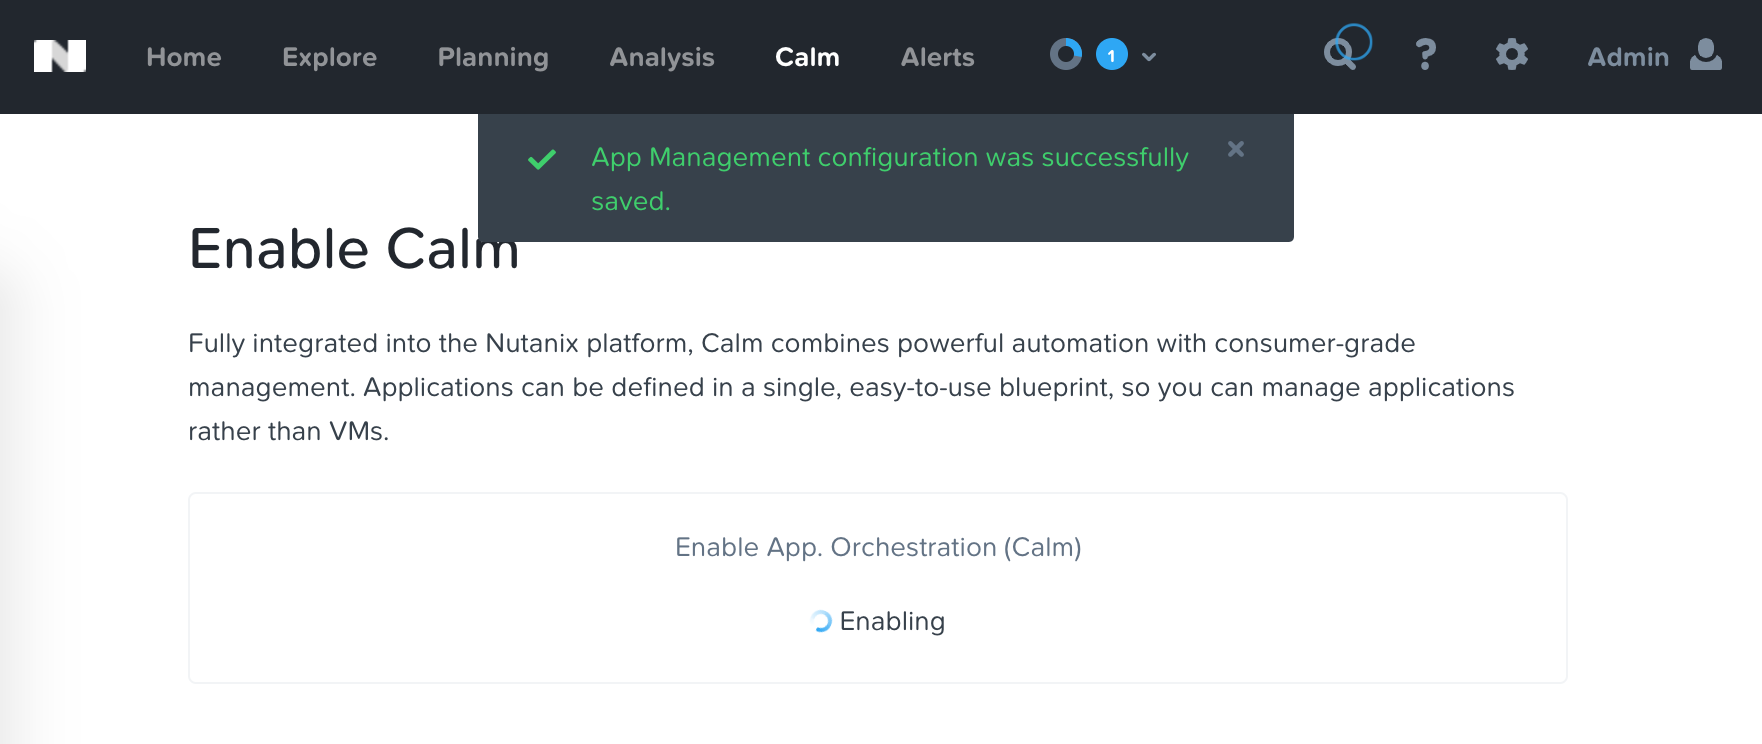 Home Explore Planning Analysis Calm Alerts 1 ? Admin
App Management configuration was successfully
saved.
Enable Calm
Fully integrated into the Nutanix platform, Calm combines powerful automation with consumer-grade
management. Applications can be defined in a single, easy-to-use blueprint, so you can manage applications
rather than VMs.
Enable App. Orchestration (Calm)
Enabling